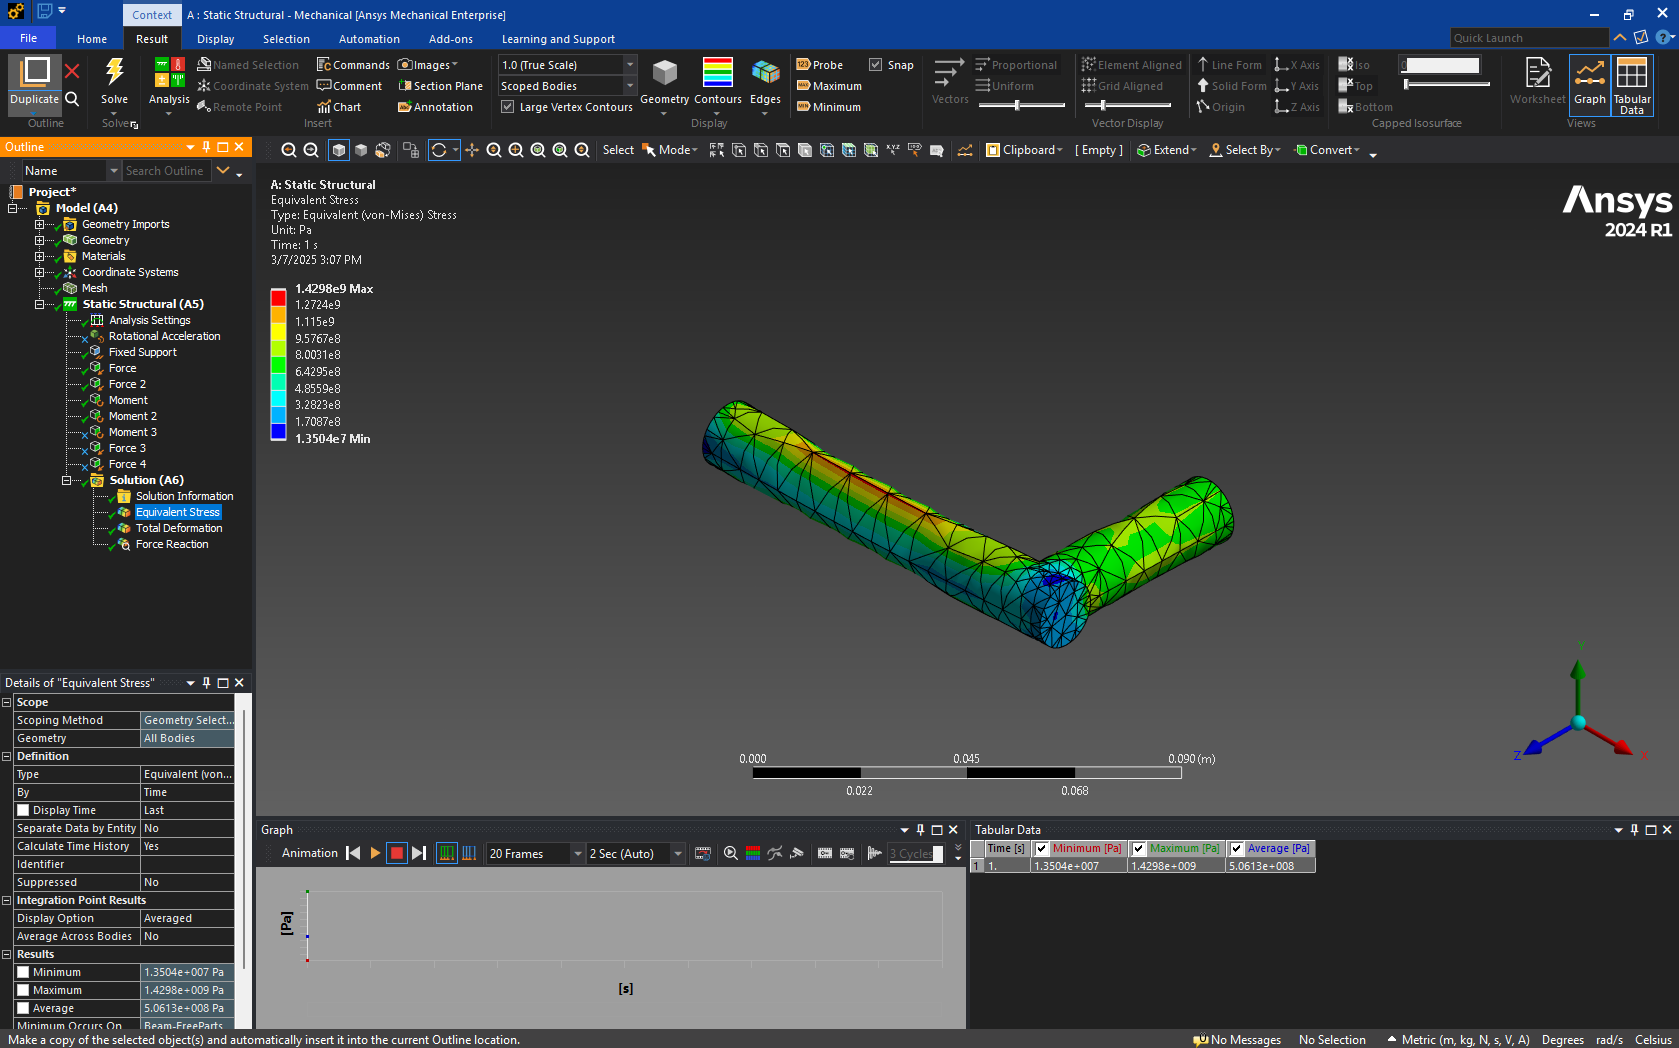 Context
A : Static Structural - Mechanical [Ansys Mechanical Enterprise]
File Home Result Display Selection Automation Add-ons Learning and Support
Quick Launch
Duplicate
Outline
Solve
Solve
Analysis
Named Selection
Coordinate System
Remote Point
Commands
Comment
Chart
Images
Section Plane
Annotation
Insert
1.0 (True Scale)
Scoped Bodies
Large Vertex Contours
Geometry
Contours
Edges
Display
Probe
Maximum
Minimum
Snap
Vectors
Proportional
Uniform
Element Aligned
Grid Aligned
Line Form
Solid Form
Origin
X Axis
Y Axis
Z Axis
Vector Display
Iso
Top
Bottom
0
Capped Isosurface
Worksheet
Graph
Tabular Data
Views
Outline
Name
Search Outline
Select
Mode
Clipboard
[ Empty ]
Extend
Select By
Convert
Project*
Model (A4)
Geometry Imports
Geometry
Materials
Coordinate Systems
Mesh
Static Structural (A5)
Analysis Settings
Rotational Acceleration
Fixed Support
Force
Force 2
Moment
Moment 2
Moment 3
Force 3
Force 4
Solution (A6)
Solution Information
Equivalent Stress
Total Deformation
Force Reaction
A: Static Structural
Equivalent Stress
Type: Equivalent (von-Mises) Stress
Unit: Pa
Time: 1 s
3/7/2025 3:07 PM
1.4298e9 Max
1.2724e9
1.115e9
9.5767e8
8.0031e8
6.4295e8
4.8559e8
3.2823e8
1.7087e8
1.3504e7 Min
Ansys
2024 R1
0.000
0.045
0.090 (m)
0.022
0.068
Y
Z
X
Details of "Equivalent Stress"
Scope
Scoping Method Geometry Select...
Geometry All Bodies
Definition
Type Equivalent (von...
By Time
Display Time Last
Separate Data by Entity No
Calculate Time History Yes
Identifier
Suppressed No
Integration Point Results
Display Option Averaged
Average Across Bodies No
Results
Minimum 1.3504e+007 Pa
Maximum 1.4298e+009 Pa
Average 5.0613e+008 Pa
Minimum Occurs On Beam-FreeParts
Graph
Animation
20 Frames
2 Sec (Auto)
3 Cycles
[Pa]
[s]
Tabular Data
Time [s] Minimum [Pa] Maximum [Pa] Average [Pa]
1 1. 1.3504e+007 1.4298e+009 5.0613e+008
Make a copy of the selected object(s) and automatically insert it into the current Outline location.
No Messages
No Selection
Metric (m, kg, N, s, V, A)
Degrees
rad/s
Celsius